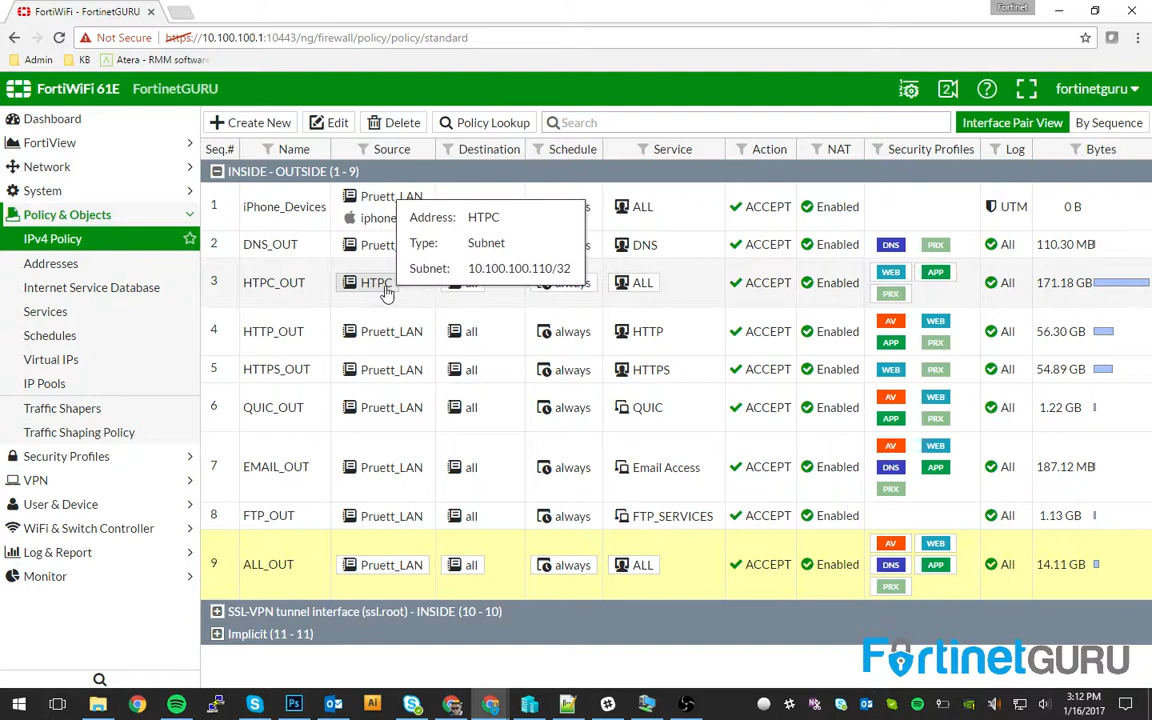 FortiWiFi - FortinetGURU
Fortinet
Not Secure https://10.100.100.1:10443/ng/firewall/policy/policy/standard
Admin KB Atera - RMM software
FortiWiFi 61E FortinetGURU 2 fortinetguru
Dashboard
FortiView
Network
System
Policy & Objects
IPv4 Policy
Addresses
Internet Service Database
Services
Schedules
Virtual IPs
IP Pools
Traffic Shapers
Traffic Shaping Policy
Security Profiles
VPN
User & Device
WiFi & Switch Controller
Log & Report
Monitor
Create New Edit Delete Policy Lookup Search Interface Pair View By Sequence
Seq.# Name Source Destination Schedule Service Action NAT Security Profiles Log Bytes
INSIDE - OUTSIDE (1 - 9)
1 iPhone_Devices Pruett_LAN iphone ALL ACCEPT Enabled UTM 0 B
2 DNS_OUT Pruett DNS ACCEPT Enabled DNS PRX All 110.30 MB
3 HTPC_OUT HTPC all always ALL ACCEPT Enabled WEB APP PRX All 171.18 GB
Address: HTPC
Type: Subnet
Subnet: 10.100.100.110/32
4 HTTP_OUT Pruett_LAN all always HTTP ACCEPT Enabled AV WEB APP PRX All 56.30 GB
5 HTTPS_OUT Pruett_LAN all always HTTPS ACCEPT Enabled WEB PRX All 54.89 GB
6 QUIC_OUT Pruett_LAN all always QUIC ACCEPT Enabled AV WEB APP PRX All 1.22 GB
7 EMAIL_OUT Pruett_LAN all always Email Access ACCEPT Enabled AV WEB DNS APP PRX All 187.12 MB
8 FTP_OUT Pruett_LAN all always FTP_SERVICES ACCEPT Enabled All 1.13 GB
9 ALL_OUT Pruett_LAN all always ALL ACCEPT Enabled AV WEB DNS APP PRX All 14.11 GB
SSL-VPN tunnel interface (ssl.root) - INSIDE (10 - 10)
Implicit (11 - 11)
FortinetGURU
3:12 PM
1/16/2017